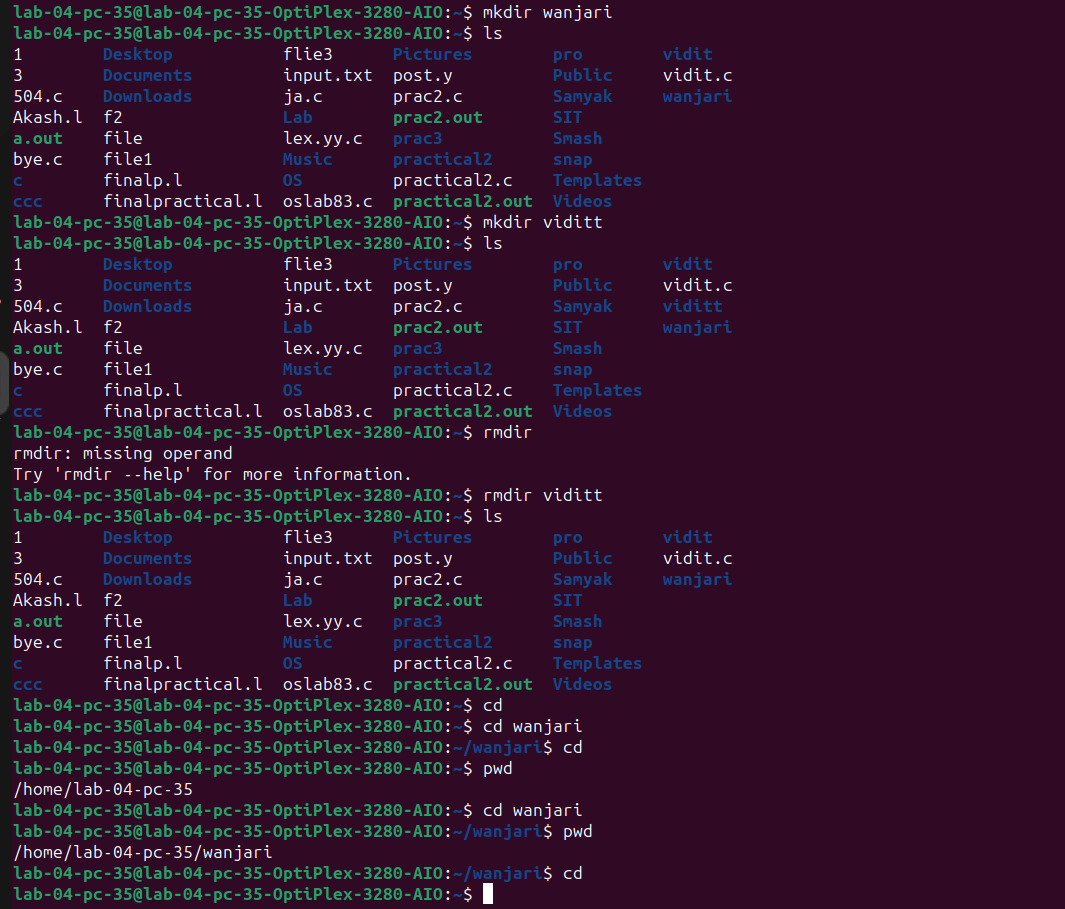 lab-04-pc-35@lab-04-pc-35-OptiPlex-3280-AIO:~$ mkdir wanjari
lab-04-pc-35@lab-04-pc-35-OptiPlex-3280-AIO:~$ ls
1        Desktop          flie3      Pictures       pro        vidit
3        Documents        input.txt  post.y         Public     vidit.c
504.c    Downloads        ja.c       prac2.c        Samyak     wanjari
Akash.l  f2               Lab        prac2.out      SIT
a.out    file             lex.yy.c   prac3          Smash
bye.c    file1            Music      practical2     snap
c        finalp.l         OS         practical2.c   Templates
ccc      finalpractical.l  oslab83.c  practical2.out  Videos
lab-04-pc-35@lab-04-pc-35-OptiPlex-3280-AIO:~$ mkdir viditt
lab-04-pc-35@lab-04-pc-35-OptiPlex-3280-AIO:~$ ls
1        Desktop          flie3      Pictures       pro        vidit
3        Documents        input.txt  post.y         Public     vidit.c
504.c    Downloads        ja.c       prac2.c        Samyak     viditt
Akash.l  f2               Lab        prac2.out      SIT        wanjari
a.out    file             lex.yy.c   prac3          Smash
bye.c    file1            Music      practical2     snap
c        finalp.l         OS         practical2.c   Templates
ccc      finalpractical.l  oslab83.c  practical2.out  Videos
lab-04-pc-35@lab-04-pc-35-OptiPlex-3280-AIO:~$ rmdir
rmdir: missing operand
Try 'rmdir --help' for more information.
lab-04-pc-35@lab-04-pc-35-OptiPlex-3280-AIO:~$ rmdir viditt
lab-04-pc-35@lab-04-pc-35-OptiPlex-3280-AIO:~$ ls
1        Desktop          flie3      Pictures       pro        vidit
3        Documents        input.txt  post.y         Public     vidit.c
504.c    Downloads        ja.c       prac2.c        Samyak     wanjari
Akash.l  f2               Lab        prac2.out      SIT
a.out    file             lex.yy.c   prac3          Smash
bye.c    file1            Music      practical2     snap
c        finalp.l         OS         practical2.c   Templates
ccc      finalpractical.l  oslab83.c  practical2.out  Videos
lab-04-pc-35@lab-04-pc-35-OptiPlex-3280-AIO:~$ cd
lab-04-pc-35@lab-04-pc-35-OptiPlex-3280-AIO:~$ cd wanjari
lab-04-pc-35@lab-04-pc-35-OptiPlex-3280-AIO:~/wanjari$ cd
lab-04-pc-35@lab-04-pc-35-OptiPlex-3280-AIO:~$ pwd
/home/lab-04-pc-35
lab-04-pc-35@lab-04-pc-35-OptiPlex-3280-AIO:~$ cd wanjari
lab-04-pc-35@lab-04-pc-35-OptiPlex-3280-AIO:~/wanjari$ pwd
/home/lab-04-pc-35/wanjari
lab-04-pc-35@lab-04-pc-35-OptiPlex-3280-AIO:~/wanjari$ cd
lab-04-pc-35@lab-04-pc-35-OptiPlex-3280-AIO:~$